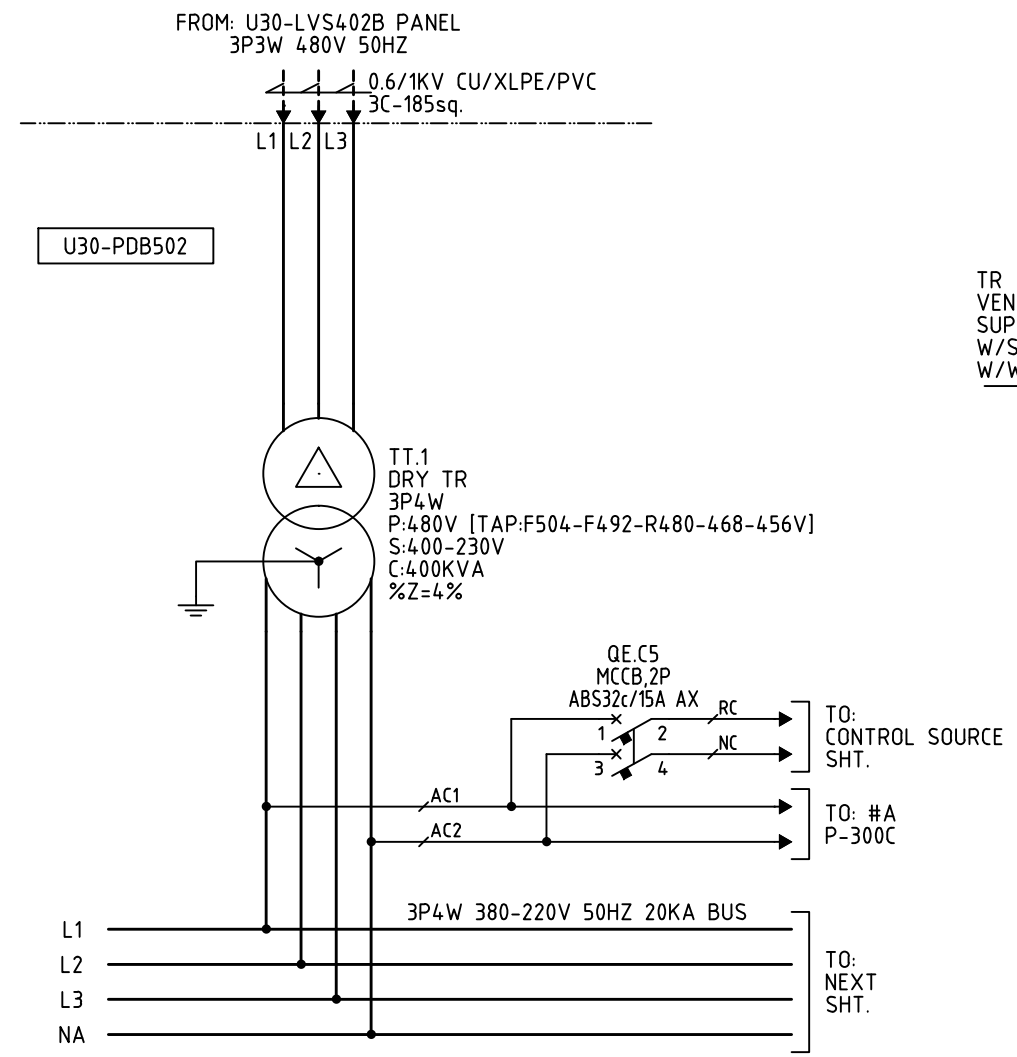 FROM: U30-LVS402B PANEL
3P3W 480V 50HZ
0.6/1KV CU/XLPE/PVC
3C-185sq.
L1 L2 L3
U30-PDB502
TR
VEN
SUP
W/S
W/W
TT.1
DRY TR
3P4W
P:480V [TAP:F504-F492-R480-468-456V]
S:400-230V
C:400KVA
%Z=4%
QE.C5
MCCB,2P
ABS32c/15A AX
1 2 RC
3 4 NC
TO:
CONTROL SOURCE
SHT.
AC1
AC2
TO: #A
P-300C
3P4W 380-220V 50HZ 20KA BUS
L1
L2
L3
NA
TO:
NEXT
SHT.